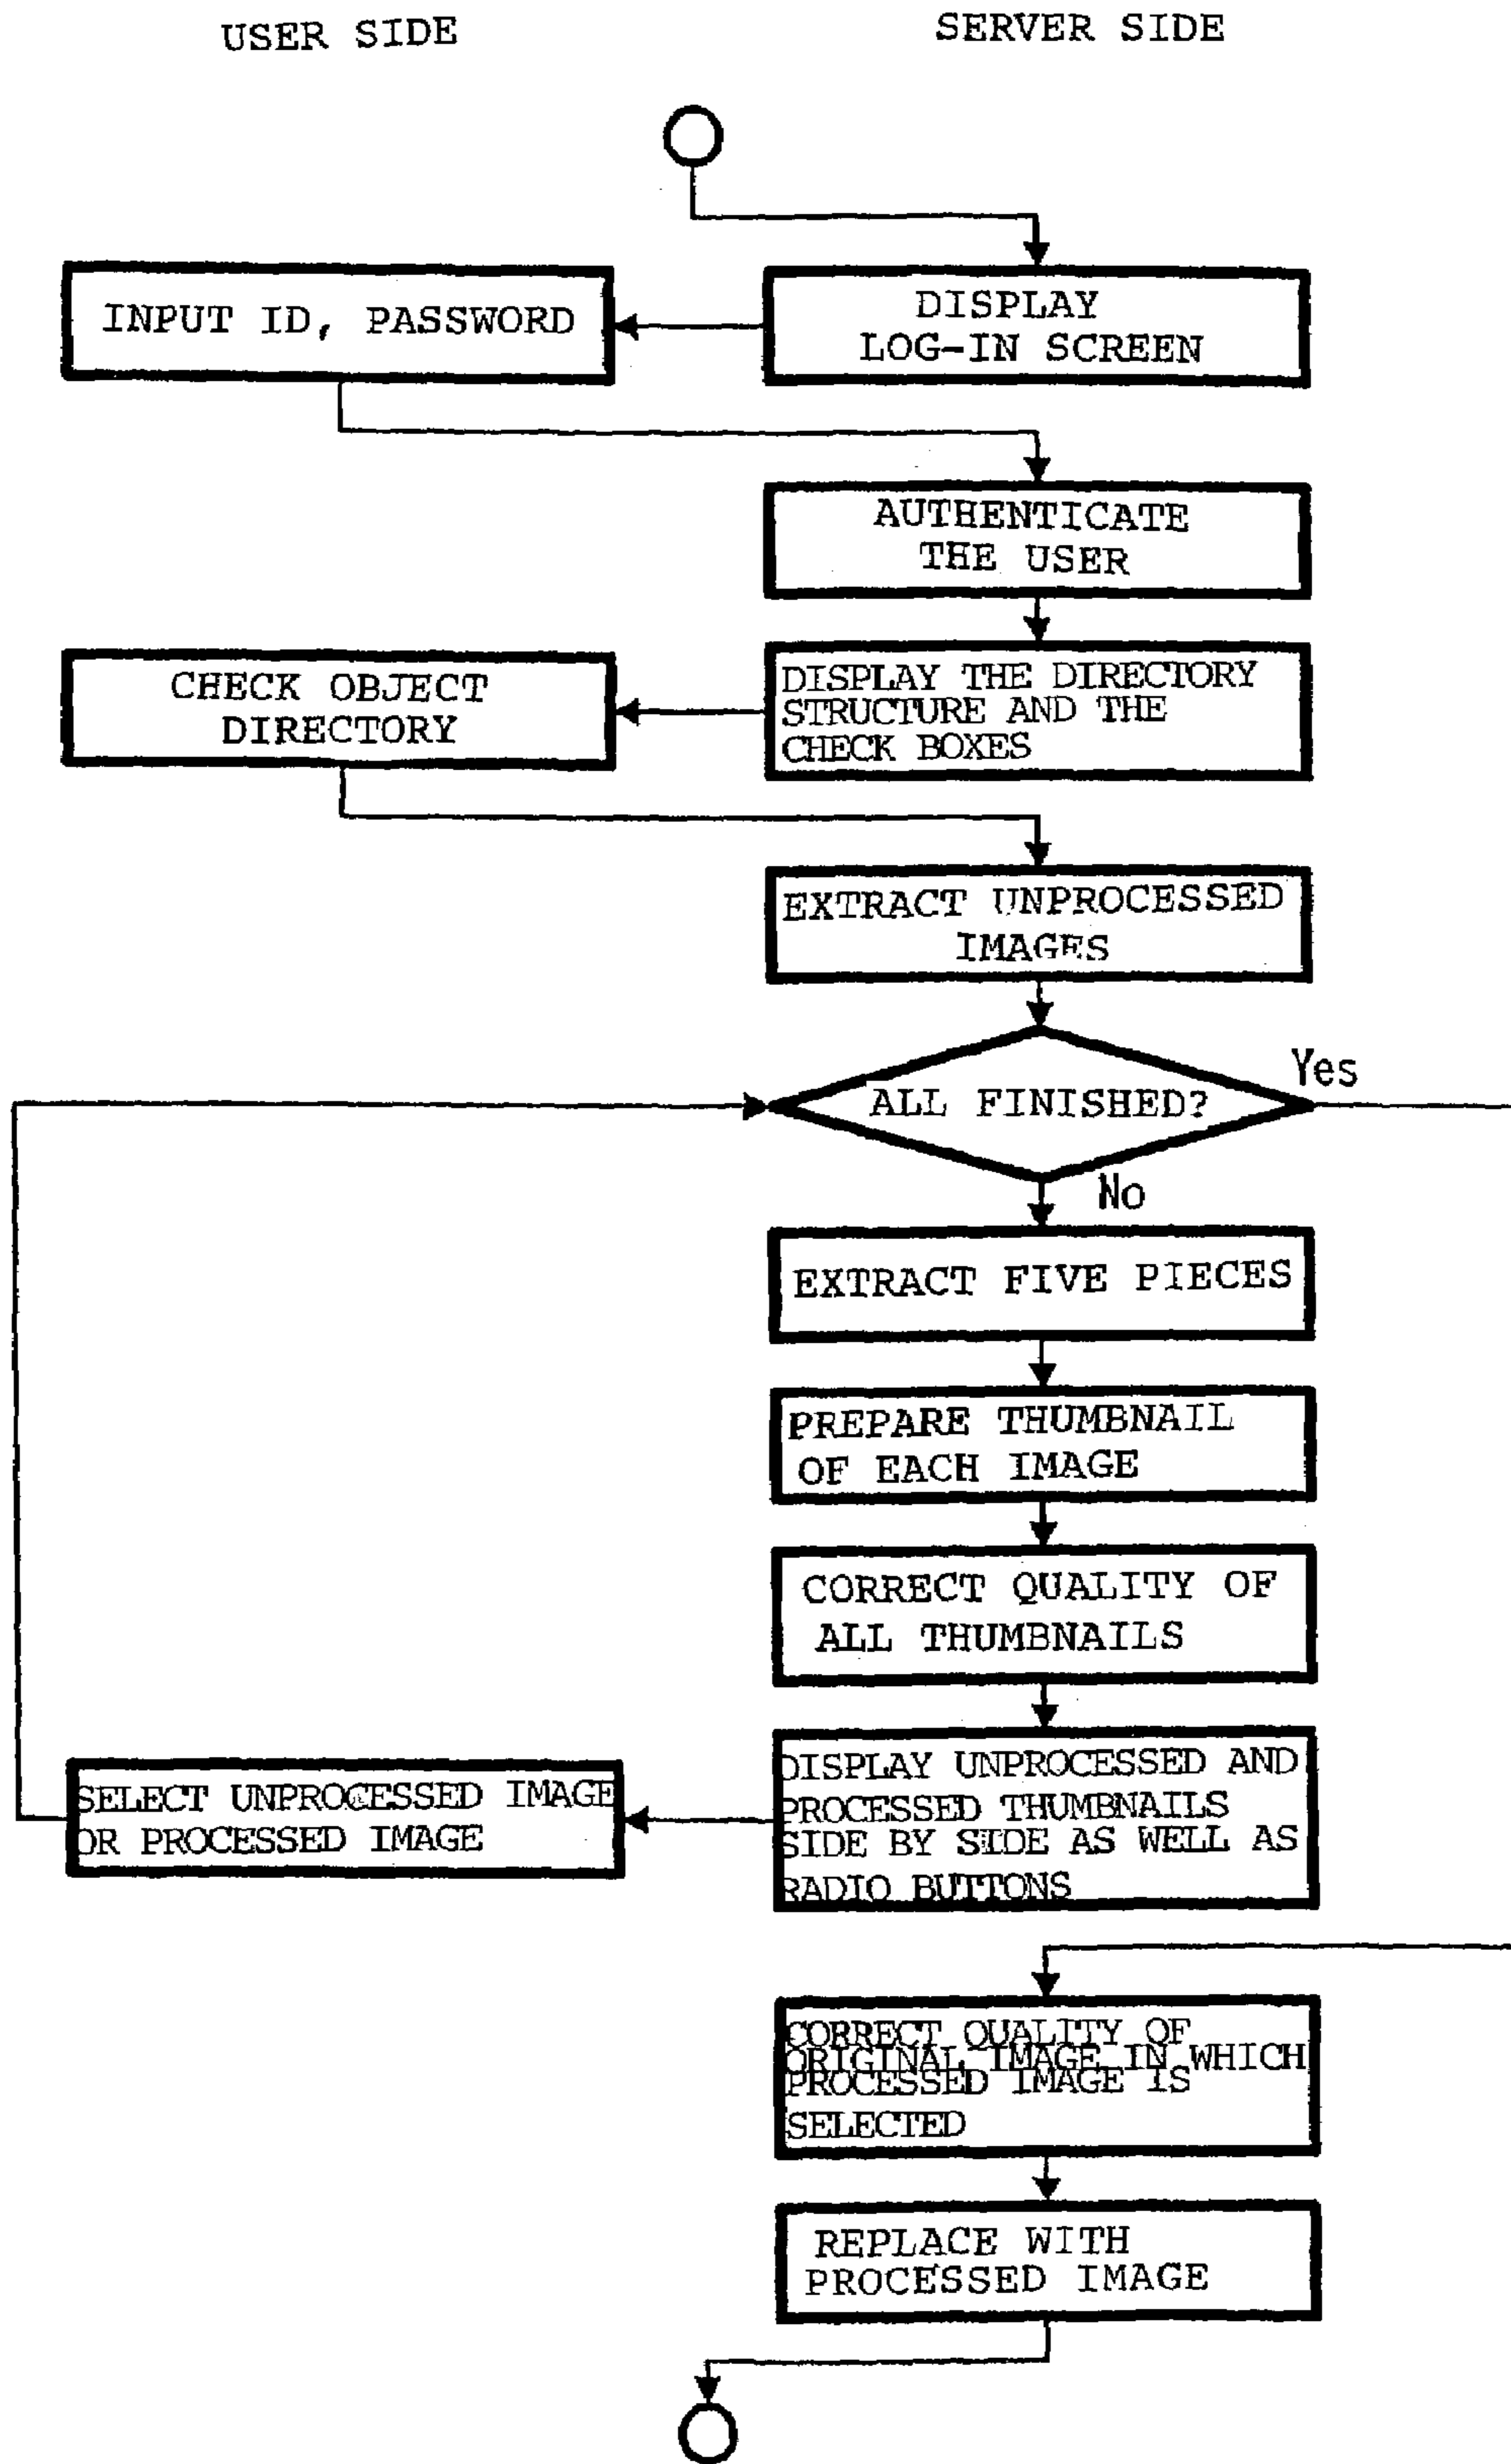 USER SIDE
SERVER SIDE
INPUT ID, PASSWORD
DISPLAY
LOG-IN SCREEN
AUTHENTICATE
THE USER
CHECK OBJECT
DIRECTORY
DISPLAY THE DIRECTORY
STRUCTURE AND THE
CHECK BOXES
EXTRACT UNPROCESSED
IMAGES
ALL FINISHED?
Yes
No
EXTRACT FIVE PIECES
PREPARE THUMBNAIL
OF EACH IMAGE
CORRECT QUALITY OF
ALL THUMBNAILS
SELECT UNPROCESSED IMAGE
OR PROCESSED IMAGE
DISPLAY UNPROCESSED AND
PROCESSED THUMBNAILS
SIDE BY SIDE AS WELL AS
RADIO BUTTONS
CORRECT QUALITY OF
ORIGINAL IMAGE IN WHICH
PROCESSED IMAGE IS
SELECTED
REPLACE WITH
PROCESSED IMAGE